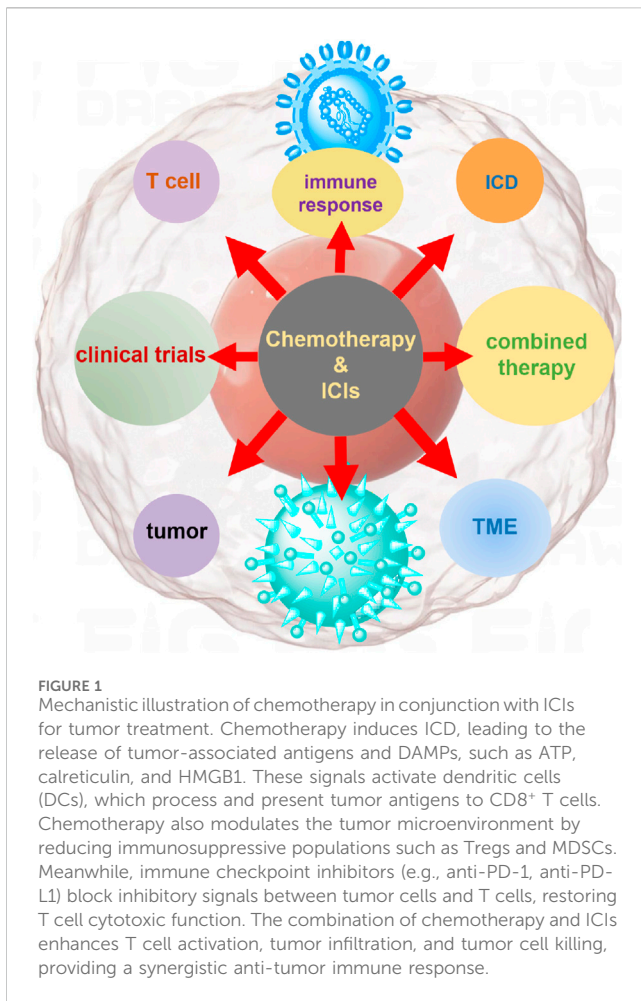 T cell
immune
response
ICD
clinical trials
Chemotherapy
&
ICIs
combined
therapy
tumor
TME
FIGURE 1
Mechanistic illustration of chemotherapy in conjunction with ICIs
for tumor treatment. Chemotherapy induces ICD, leading to the
release of tumor-associated antigens and DAMPs, such as ATP,
calreticulin, and HMGB1. These signals activate dendritic cells
(DCs), which process and present tumor antigens to CD8⁺ T cells.
Chemotherapy also modulates the tumor microenvironment by
reducing immunosuppressive populations such as Tregs and MDSCs.
Meanwhile, immune checkpoint inhibitors (e.g., anti-PD-1, anti-PD-
L1) block inhibitory signals between tumor cells and T cells, restoring
T cell cytotoxic function. The combination of chemotherapy and ICIs
enhances T cell activation, tumor infiltration, and tumor cell killing,
providing a synergistic anti-tumor immune response.